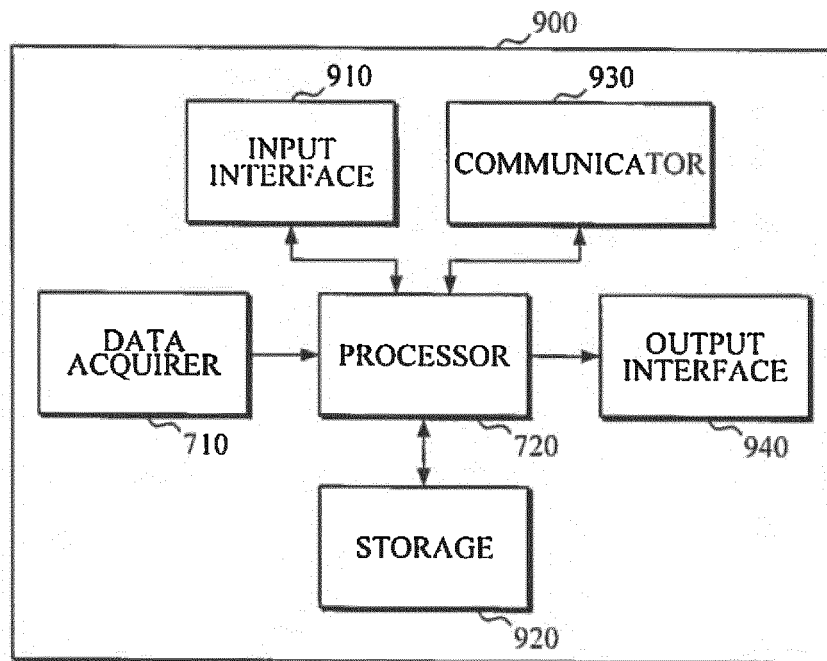 900
910
930
INPUT
INTERFACE
COMMUNICATOR
DATA
ACQUIRER
PROCESSOR
OUTPUT
INTERFACE
710
720
940
STORAGE
920